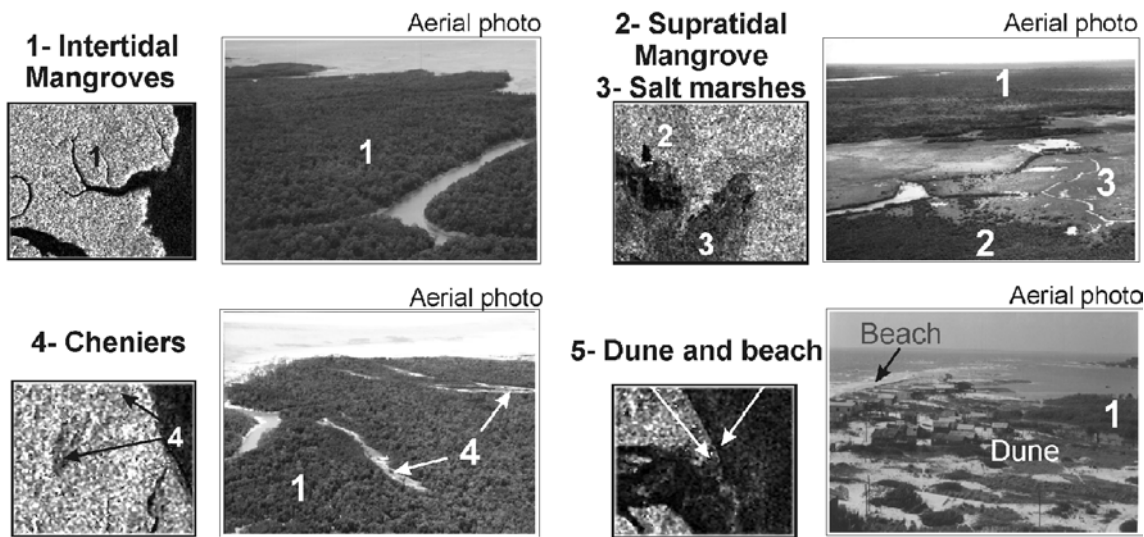 Aerial photo
1- Intertidal
Mangroves
1
1
Aerial photo
2- Supratidal
Mangrove
3- Salt marshes
2
3
1
3
2
Aerial photo
4- Cheniers
4
4
1
Aerial photo
5- Dune and beach
Beach
1
Dune